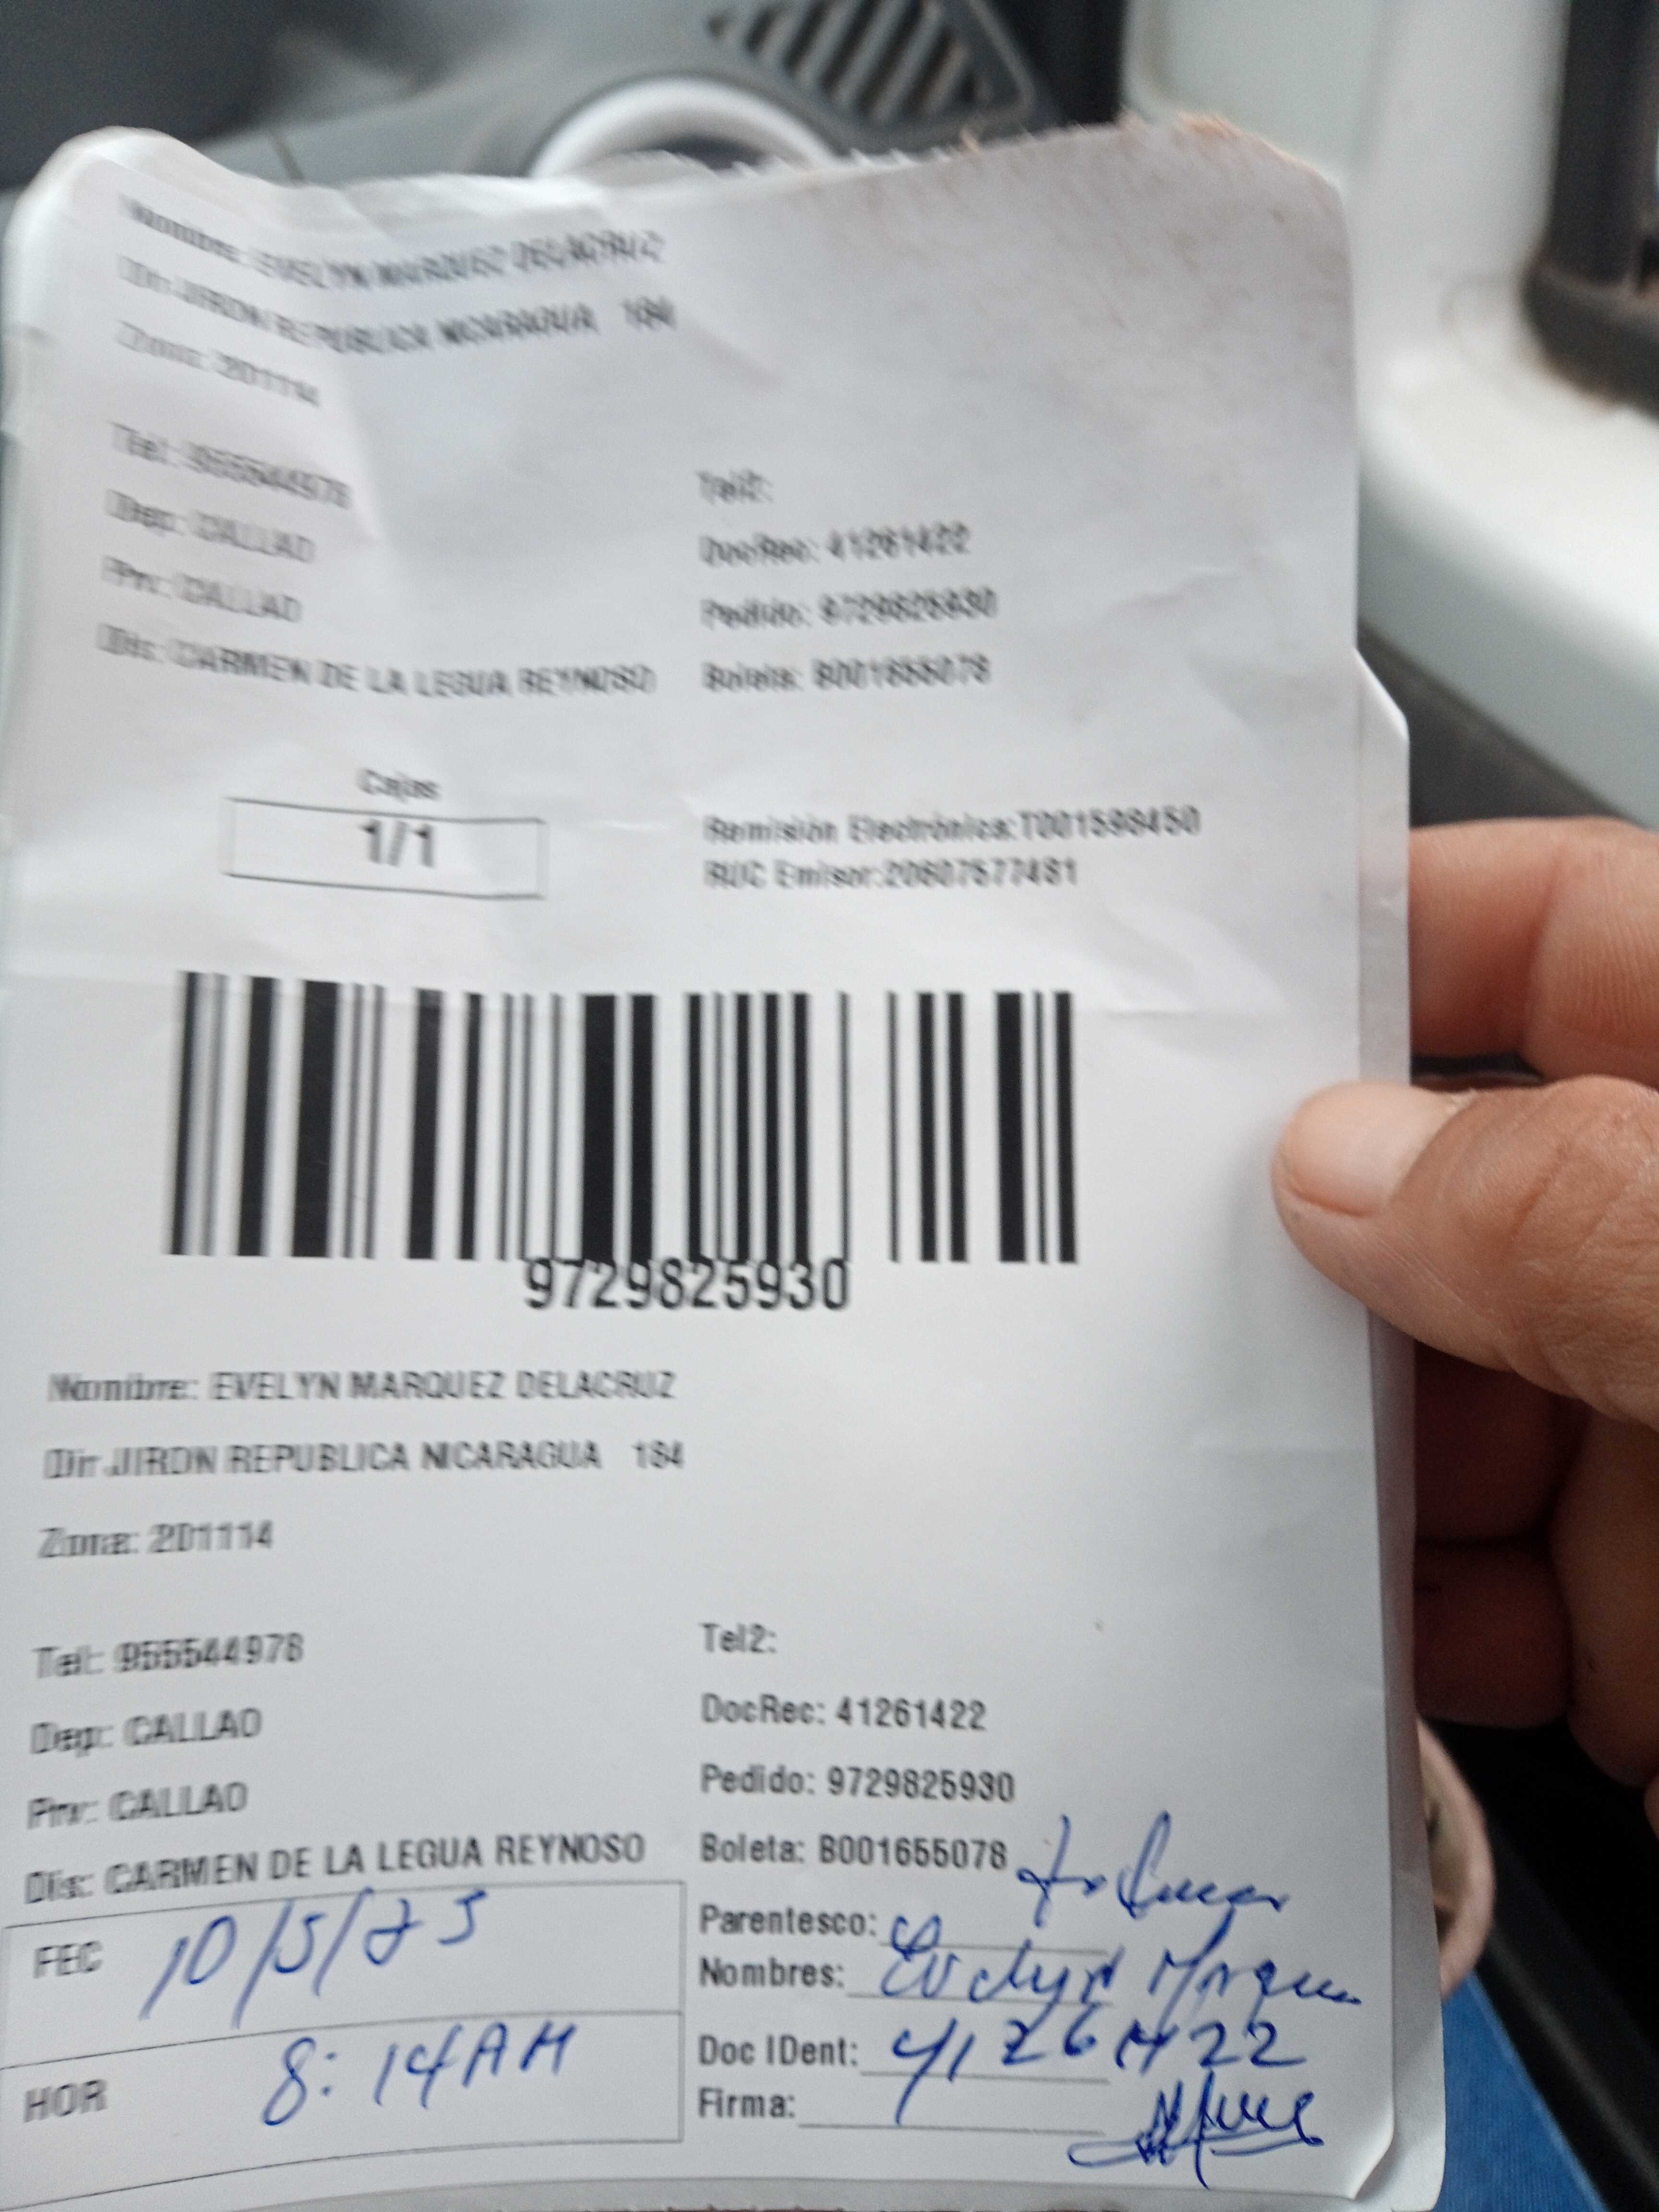 Nombre: EVELYN MARQUEZ DELACRUZ
Dir: JIRON REPUBLICA NICARAGUA 184
Zona: 201114
Tel: 955544978
Tel2:
Dep: CALLAO
DocRec: 41261422
Prv: CALLAO
Pedido: 9729825930
Dis: CARMEN DE LA LEGUA REYNOSO
Boleta: B001655078
Cajas
1/1
Remisión Electrónica:T001598450
RUC Emisor:20607577481
9729825930
Nombre: EVELYN MARQUEZ DELACRUZ
Dir JIRON REPUBLICA NICARAGUA 184
Zona: 201114
Tel: 955544978
Tel2:
Dep: CALLAO
DocRec: 41261422
Prv: CALLAO
Pedido: 9729825930
Dis: CARMEN DE LA LEGUA REYNOSO
Boleta: B001655078
FEC 10/5/23
HOR 8:14 AM
Parentesco:
Nombres: Evelyn
Doc IDent: 41261422
Firma: